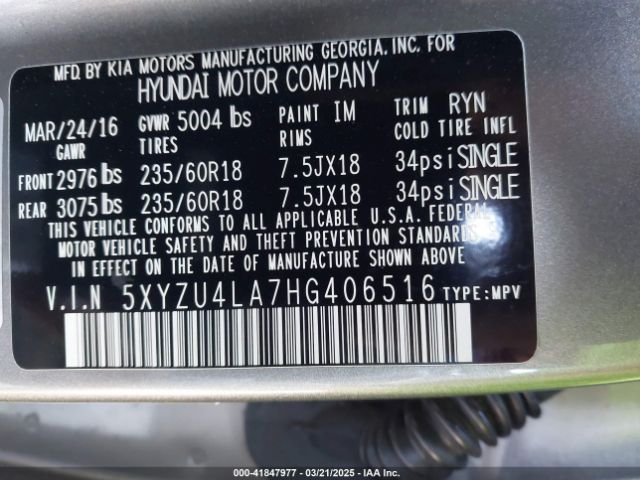 MFD. BY KIA MOTORS MANUFACTURING GEORGIA, INC. FOR
HYUNDAI MOTOR COMPANY
MAR/24/16 GVWR 5004 lbs PAINT IM TRIM RYN
GAWR TIRES RIMS COLD TIRE INFL
FRONT 2976 lbs 235/60R18 7.5JX18 34psi SINGLE
REAR 3075 lbs 235/60R18 7.5JX18 34psi SINGLE
THIS VEHICLE CONFORMS TO ALL APPLICABLE U.S.A. FEDERAL
MOTOR VEHICLE SAFETY AND THEFT PREVENTION STANDARDS
IN EFFECT ON THE DATE OF MANUFACTURE SHOWN ABOVE.
V.I.N 5XYZU4LA7HG406516 TYPE:MPV
000-41847977 — 03/21/2025 — IAA Inc.